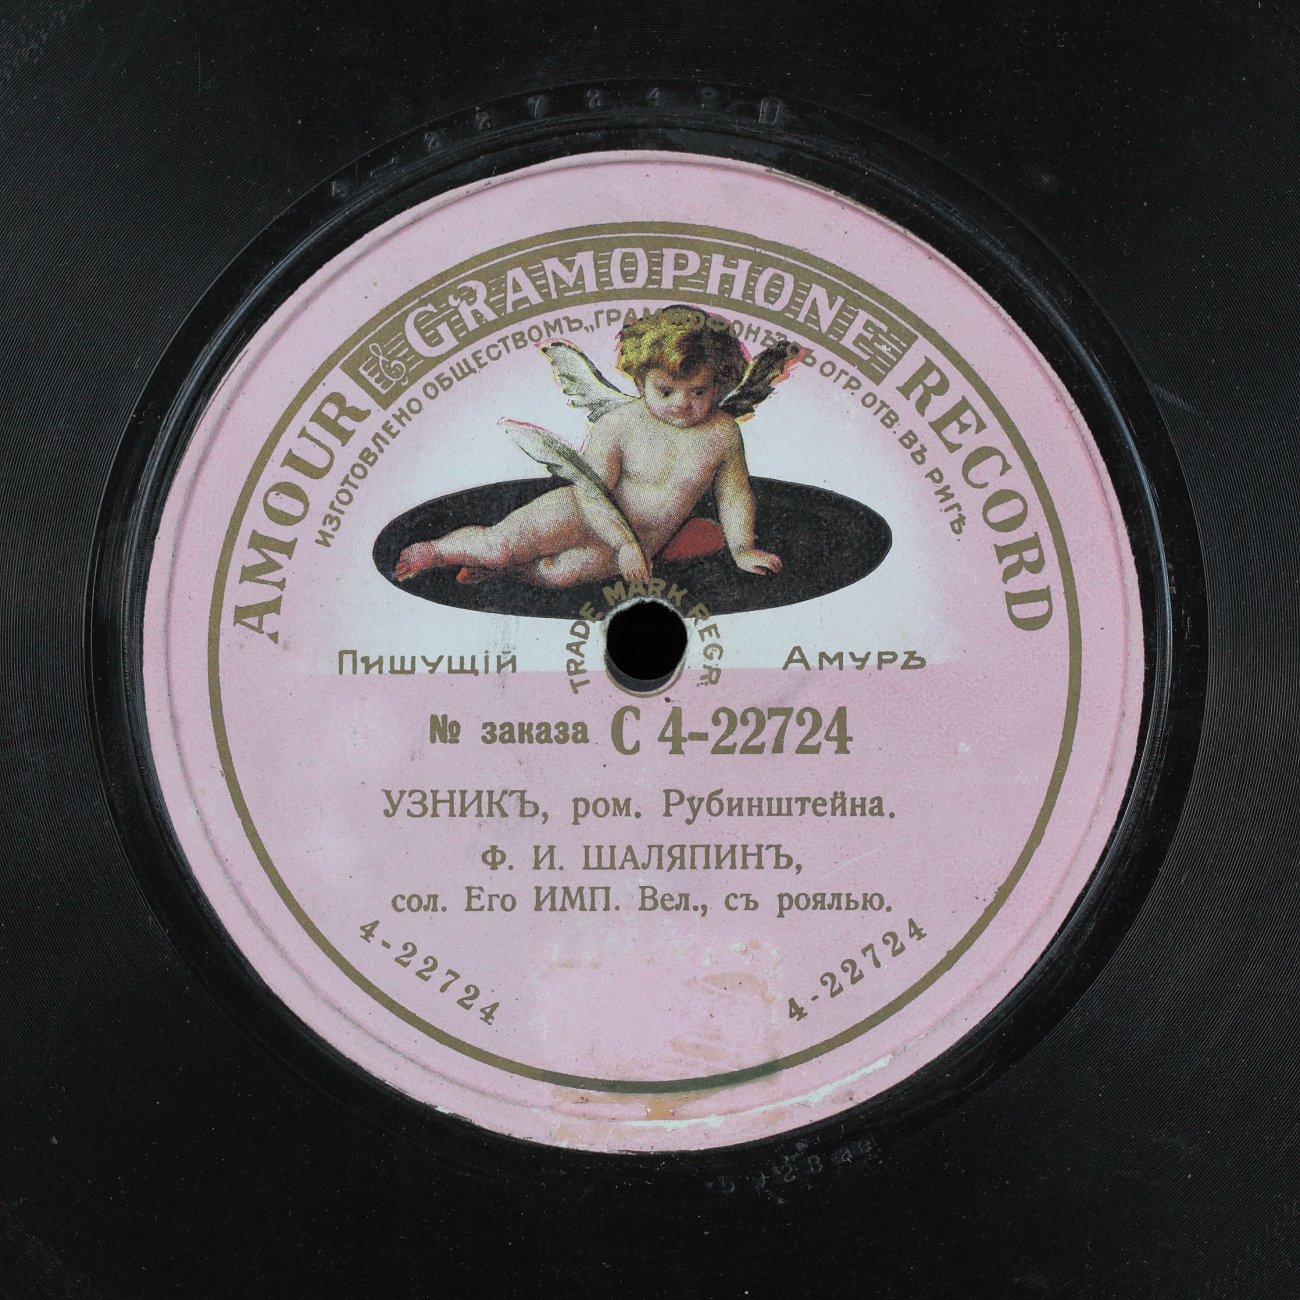 AMOUR GRAMOPHONE RECORD
ИЗГОТОВЛЕНО ОБЩЕСТВОМЪ „ГРАММОФОНЪ" СЪ ОГР. ОТВ. ВЪ РИГѢ.
TRADE MARK REGR
Пишущій Амуръ
№ заказа С 4-22724
УЗНИКЪ, ром. Рубинштейна.
Ф. И. ШАЛЯПИНЪ,
сол. Его ИМП. Вел., съ роялью.
4-22724 4-22724